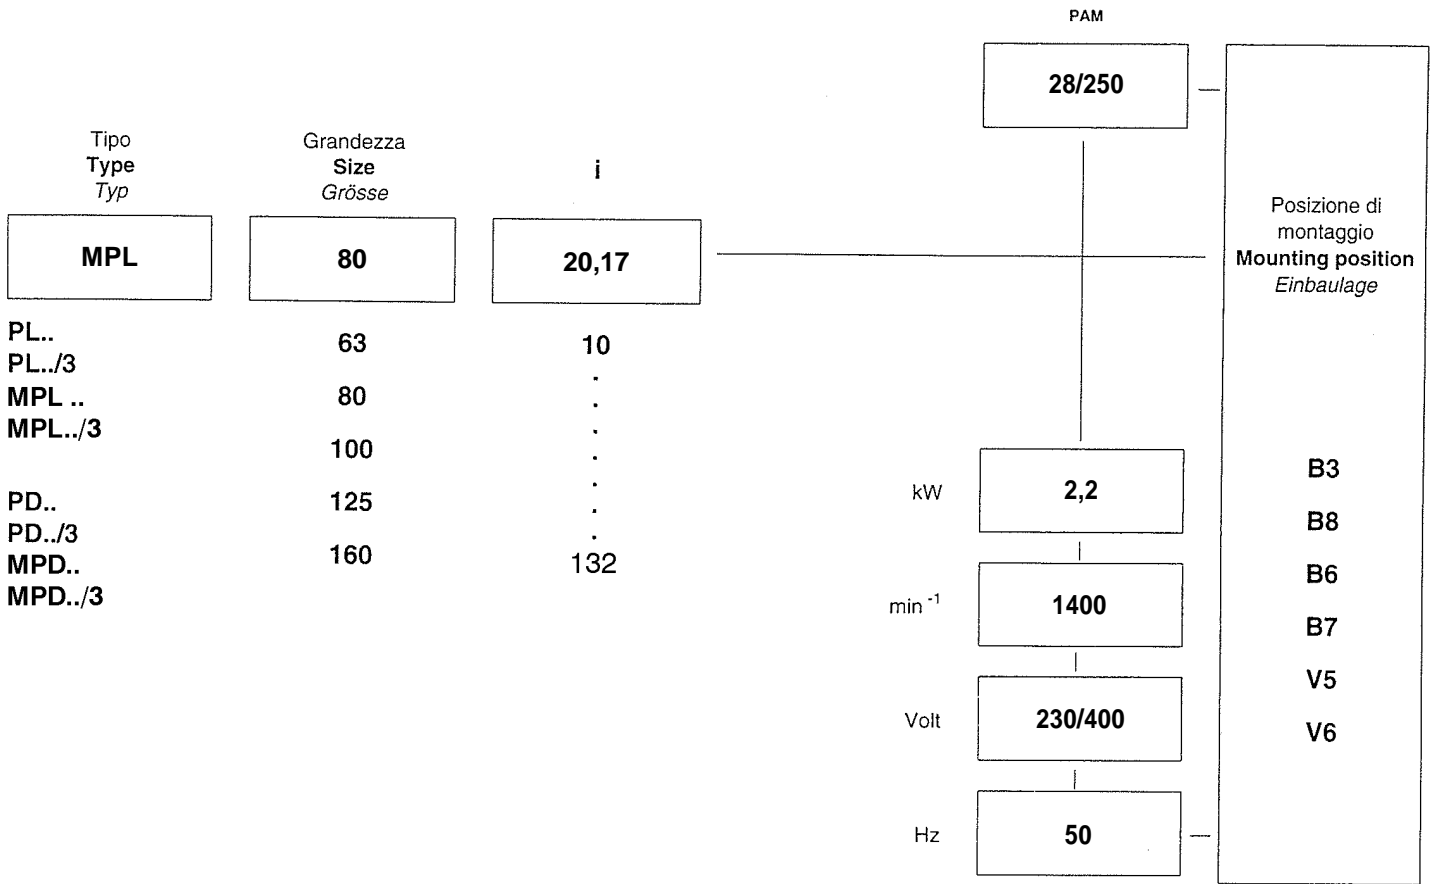 PAM
28/250
Tipo
Type
Typ
MPL
PL..
PL../3
MPL ..
MPL../3
PD..
PD../3
MPD..
MPD../3
Grandezza
Size
Grösse
80
63
80
100
125
160
i
20,17
10
.
.
.
.
.
.
.
132
kW
2,2
min -1
1400
Volt
230/400
Hz
50
Posizione di
montaggio
Mounting position
Einbaulage
B3
B8
B6
B7
V5
V6